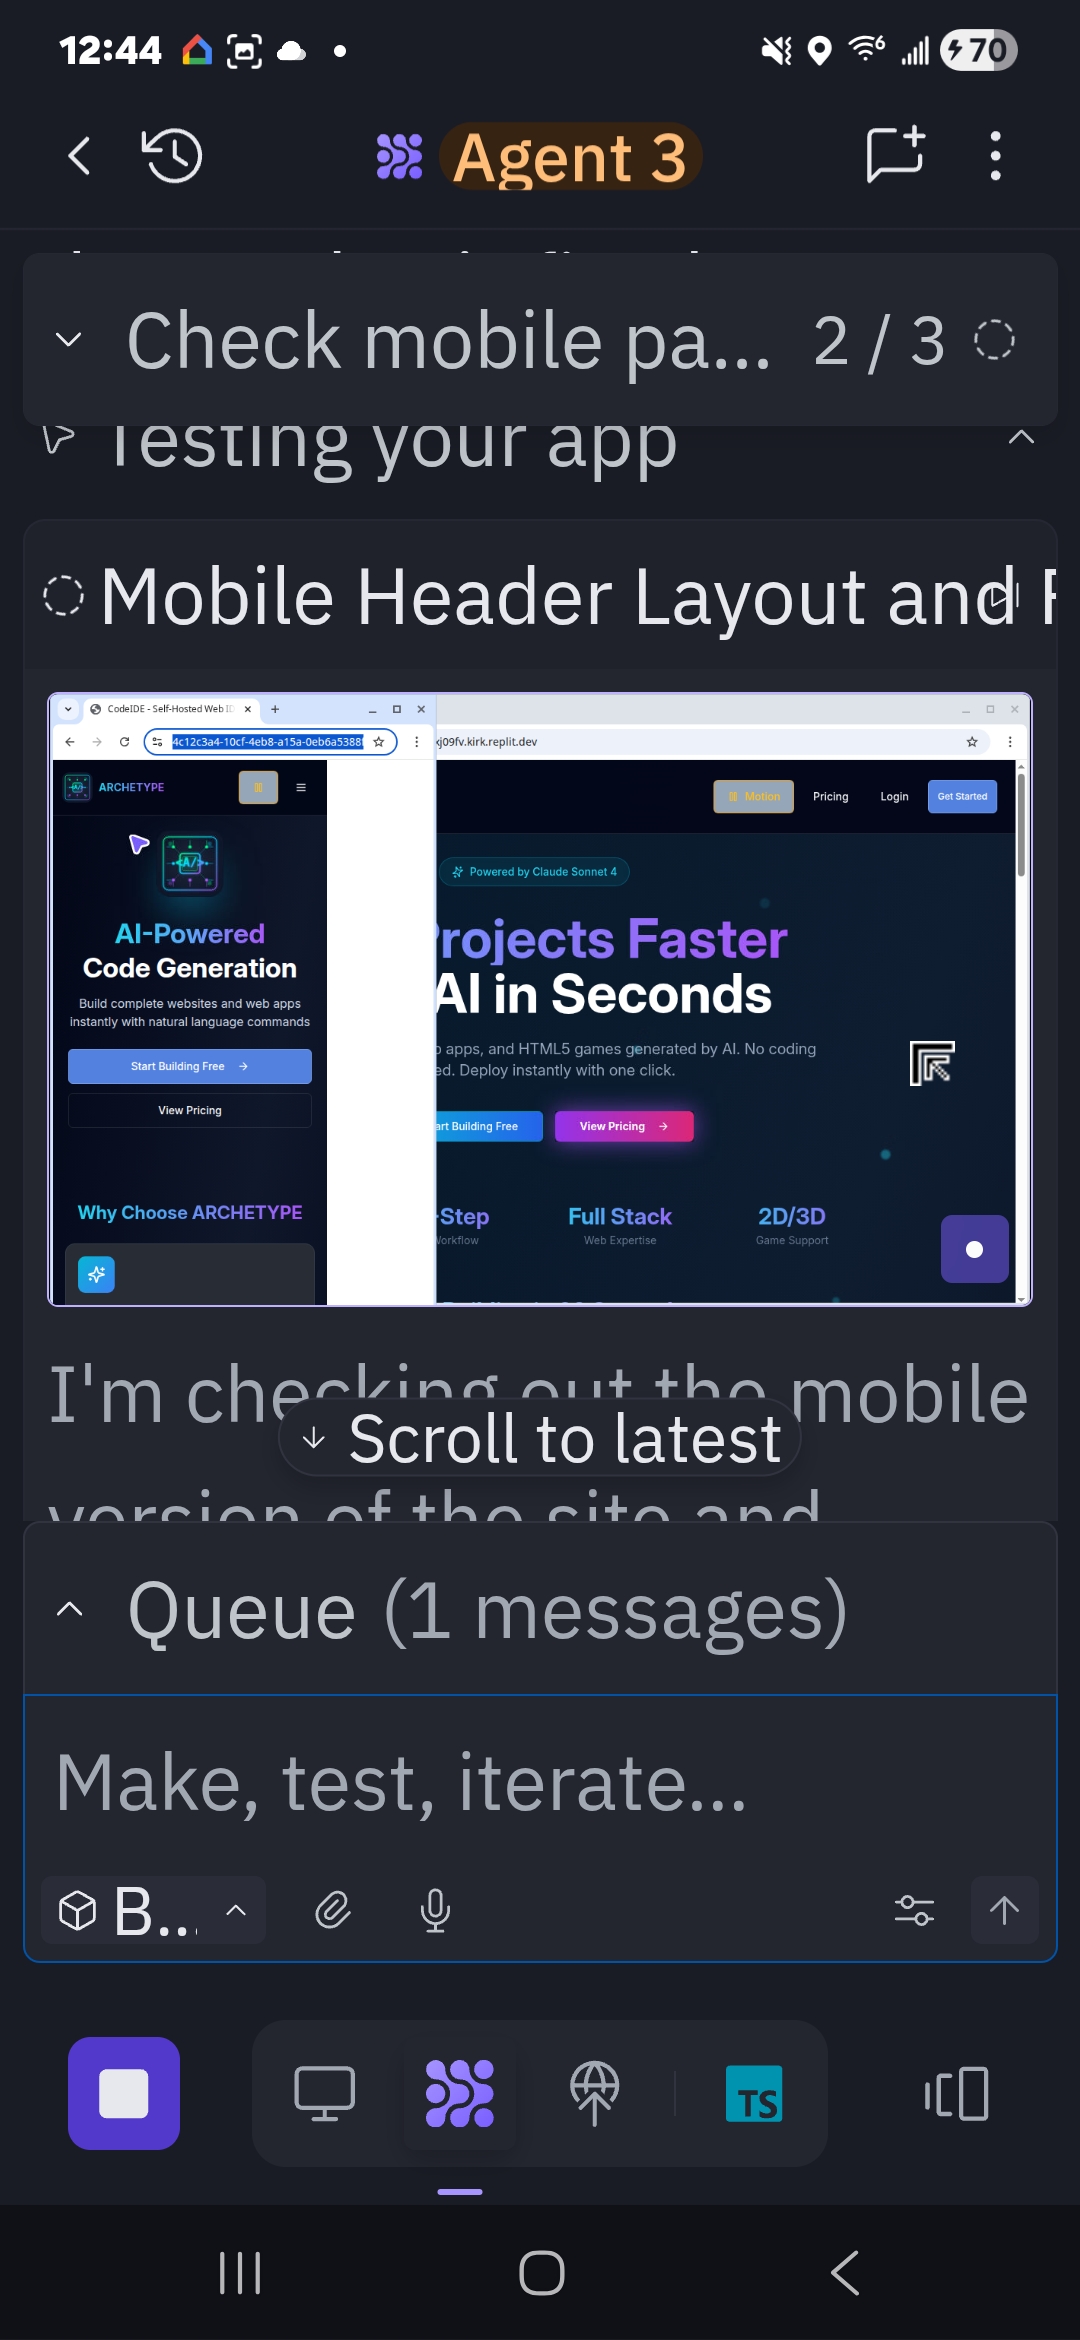 12:44
6
70
Agent 3
Check mobile pa... 2 / 3
Testing your app
Mobile Header Layout and
CodeIDE - Self-Hosted Web
4c12c3a4-10cf-4eb8-a15a-0eb6a5388
kj09fv.kirk.replit.dev
ARCHETYPE
Motion
Pricing
Login
Get Started
AI-Powered
Code Generation
Build complete websites and web apps
instantly with natural language commands
Start Building Free
View Pricing
Why Choose ARCHETYPE
Powered by Claude Sonnet 4
Projects Faster
AI in Seconds
apps, and HTML5 games generated by AI. No coding
ed. Deploy instantly with one click.
art Building Free
View Pricing
-Step
Workflow
Full Stack
Web Expertise
2D/3D
Game Support
I'm checking out the mobile
Scroll to latest
version of the site and
Queue (1 messages)
Make, test, iterate...
B...
TS